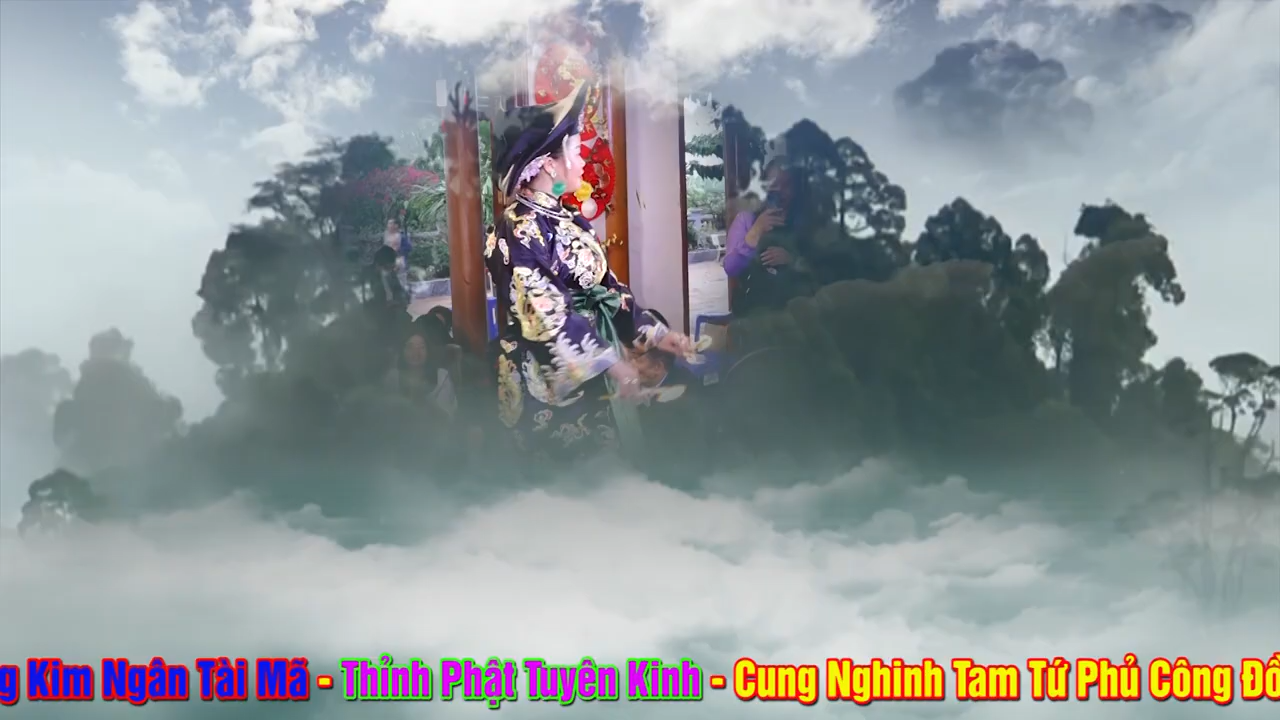 Kim Ngân Tài Mã - Thỉnh Phật Tuyên Kinh - Cung Nghinh Tam Tứ Phủ Công